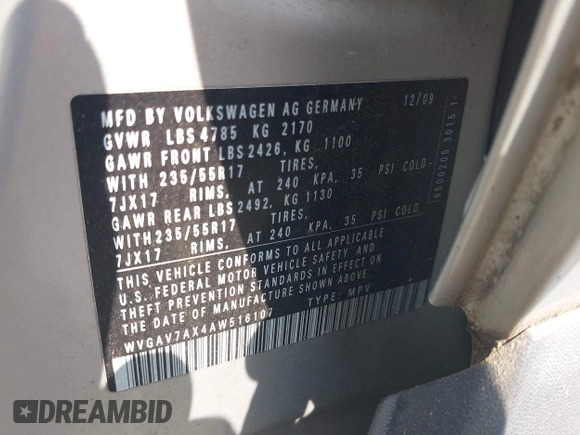 MFD BY VOLKSWAGEN AG GERMANY 12/09
GVWR LBS 4785 KG 2170
GAWR FRONT LBS 2426, KG 1100
WITH 235/55R17 TIRES,
7JX17 RIMS, AT 240 KPA, 35 PSI COLD
GAWR REAR LBS 2492, KG 1130
WITH 235/55R17 TIRES,
7JX17 RIMS, AT 240 KPA, 35 PSI COLD
THIS VEHICLE CONFORMS TO ALL APPLICABLE
U.S. FEDERAL MOTOR VEHICLE SAFETY AND
THEFT PREVENTION STANDARDS IN EFFECT ON
THE DATE OF MANUFACTURE SHOWN ABOVE.
WVGAV7AX4AW516107 TYPE: MPV
DREAMBID